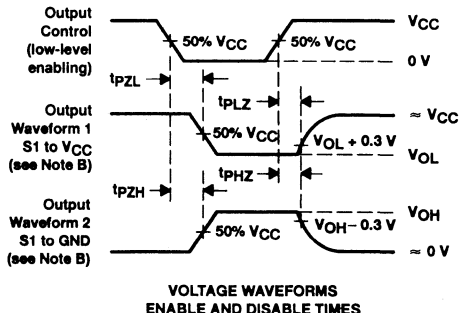 Output
Control
(low-level
enabling)
50% VCC
50% VCC
VCC
0 V
tPZL
tPLZ
Output
Waveform 1
S1 to VCC
(see Note B)
50% VCC
VOL + 0.3 V
≈ VCC
VOL
tPZH
tPHZ
Output
Waveform 2
S1 to GND
(see Note B)
50% VCC
VOH − 0.3 V
VOH
≈ 0 V
VOLTAGE WAVEFORMS
ENABLE AND DISABLE TIMES